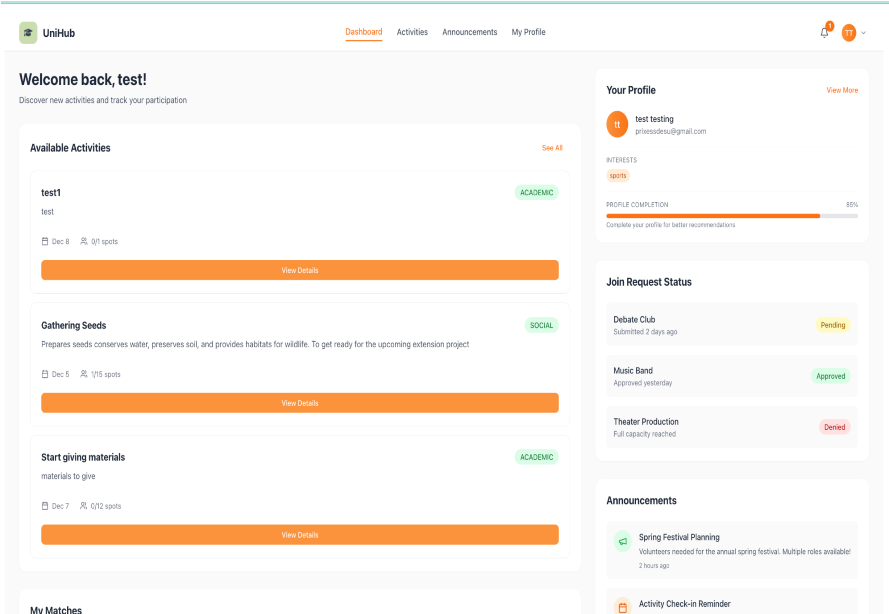 UniHub
Dashboard
Activities
Announcements
My Profile
1
TT
Welcome back, test!
Discover new activities and track your participation
Available Activities
See All
test1
ACADEMIC
test
Dec 8
0/1 spots
View Details
Gathering Seeds
SOCIAL
Prepares seeds conserves water, preserves soil, and provides habitats for wildlife. To get ready for the upcoming extension project
Dec 5
1/15 spots
View Details
Start giving materials
ACADEMIC
materials to give
Dec 7
0/12 spots
View Details
My Matches
Your Profile
View More
tt
test testing
prixessdesu@gmail.com
INTERESTS
sports
PROFILE COMPLETION
85%
Complete your profile for better recommendations
Join Request Status
Debate Club
Submitted 2 days ago
Pending
Music Band
Approved yesterday
Approved
Theater Production
Full capacity reached
Denied
Announcements
Spring Festival Planning
Volunteers needed for the annual spring festival. Multiple roles available!
2 hours ago
Activity Check-in Reminder